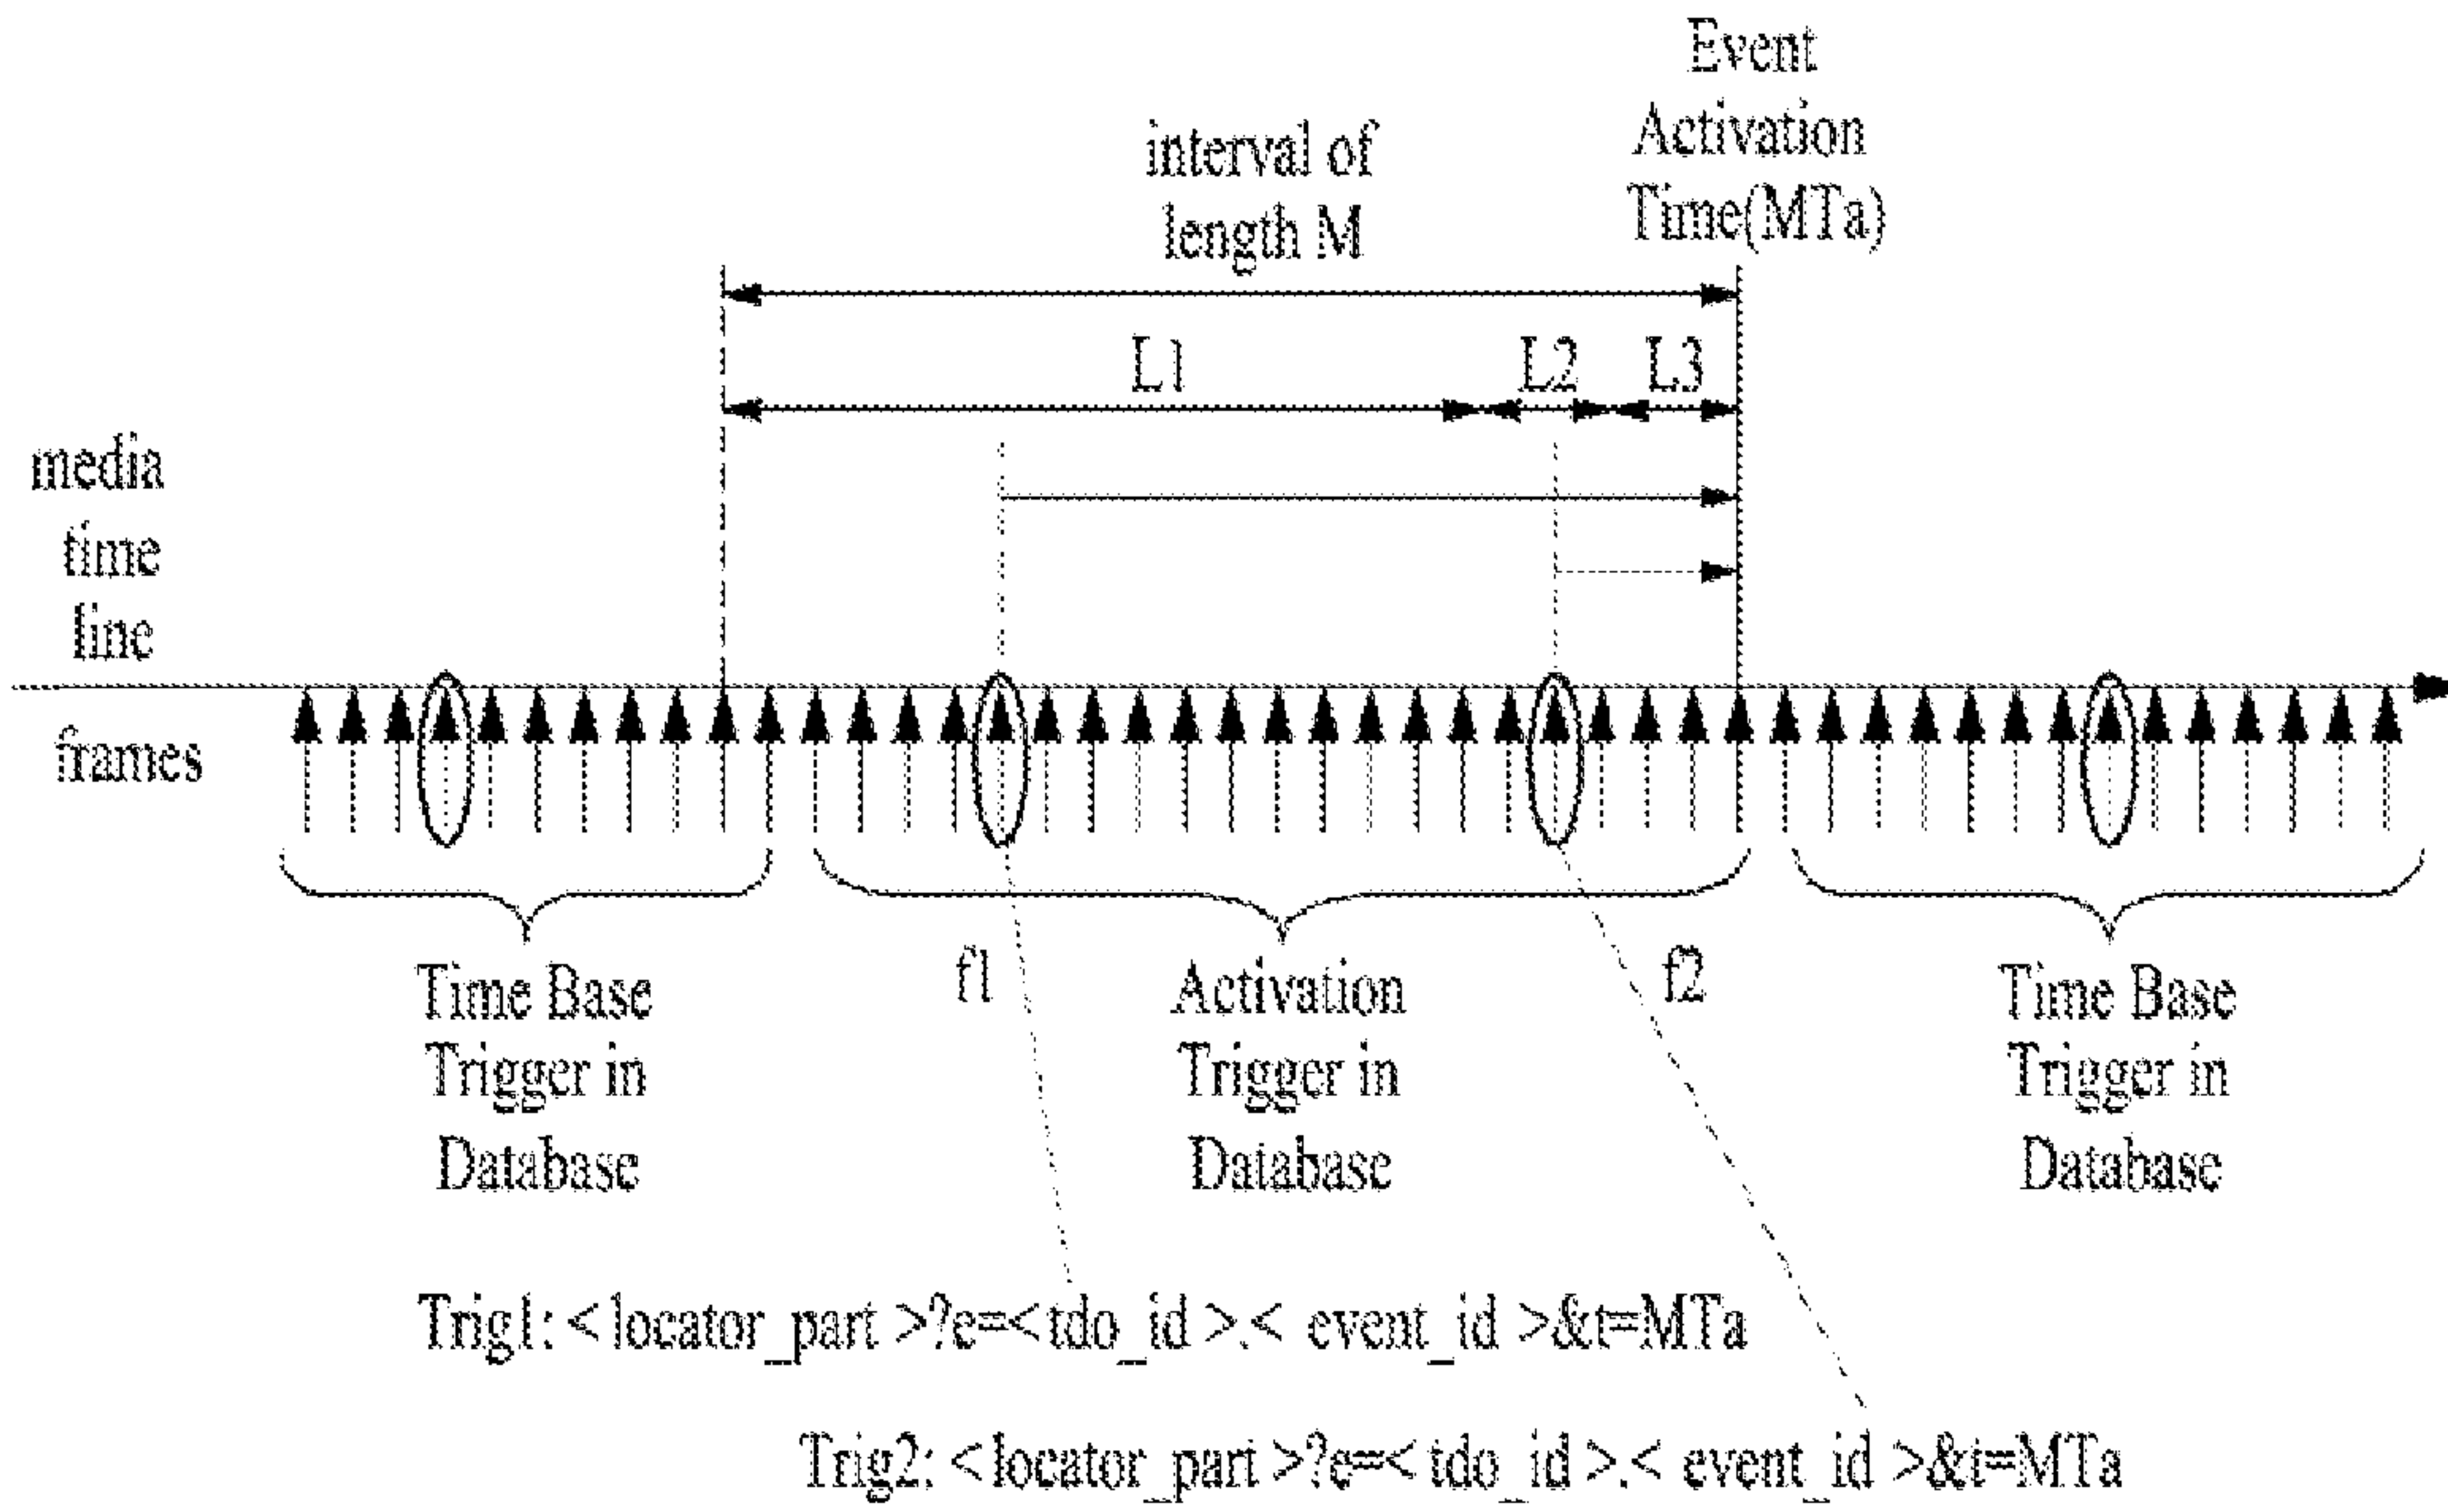 Event
Activation
Time(MTa)
interval of
length M
L1
L2
L3
media
time
line
frames
f1
f2
Time Base
Trigger in
Database
Activation
Trigger in
Database
Time Base
Trigger in
Database
Trig1: < locator_part >?e=< tdo_id >.< event_id >&t=MTa
Trig2: < locator_part >?e=< tdo_id >.< event_id >&t=MTa